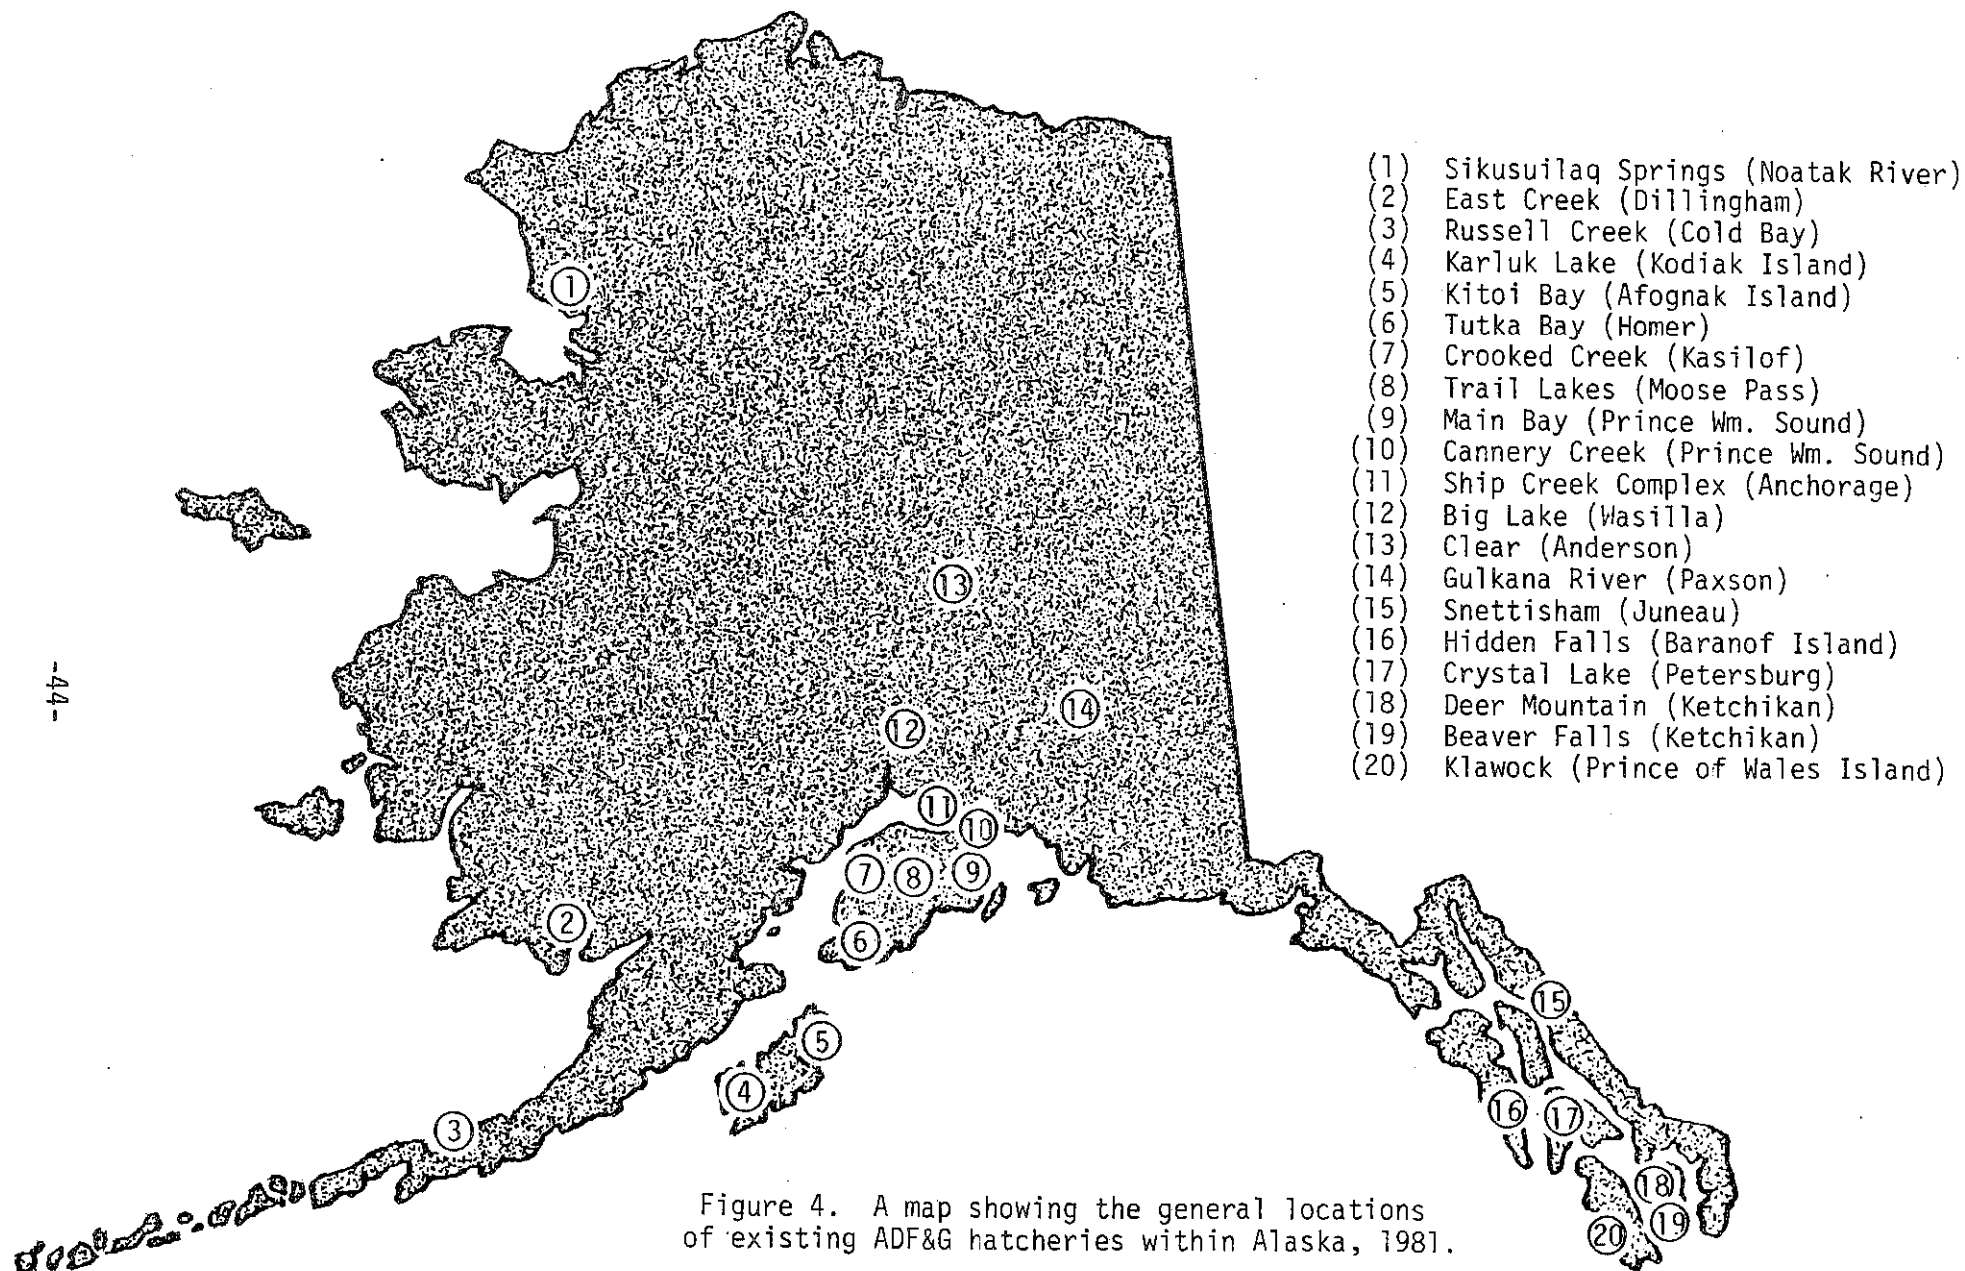 (1) Sikusuilaq Springs (Noatak River)
(2) East Creek (Dillingham)
(3) Russell Creek (Cold Bay)
(4) Karluk Lake (Kodiak Island)
(5) Kitoi Bay (Afognak Island)
(6) Tutka Bay (Homer)
(7) Crooked Creek (Kasilof)
(8) Trail Lakes (Moose Pass)
(9) Main Bay (Prince Wm. Sound)
(10) Cannery Creek (Prince Wm. Sound)
(11) Ship Creek Complex (Anchorage)
(12) Big Lake (Wasilla)
(13) Clear (Anderson)
(14) Gulkana River (Paxson)
(15) Snettisham (Juneau)
(16) Hidden Falls (Baranof Island)
(17) Crystal Lake (Petersburg)
(18) Deer Mountain (Ketchikan)
(19) Beaver Falls (Ketchikan)
(20) Klawock (Prince of Wales Island)
1
13
14
12
11
10
7
8
9
2
6
15
5
4
16
17
3
18
19
20
-44-
Figure 4. A map showing the general locations
of existing ADF&G hatcheries within Alaska, 1981.